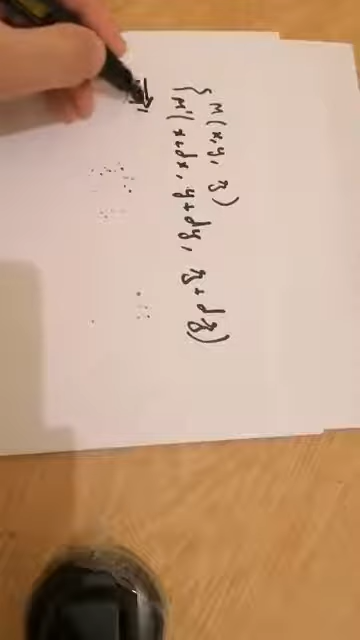 { M(x, y, z)
M'(x+dx, y+dy, z+dz)